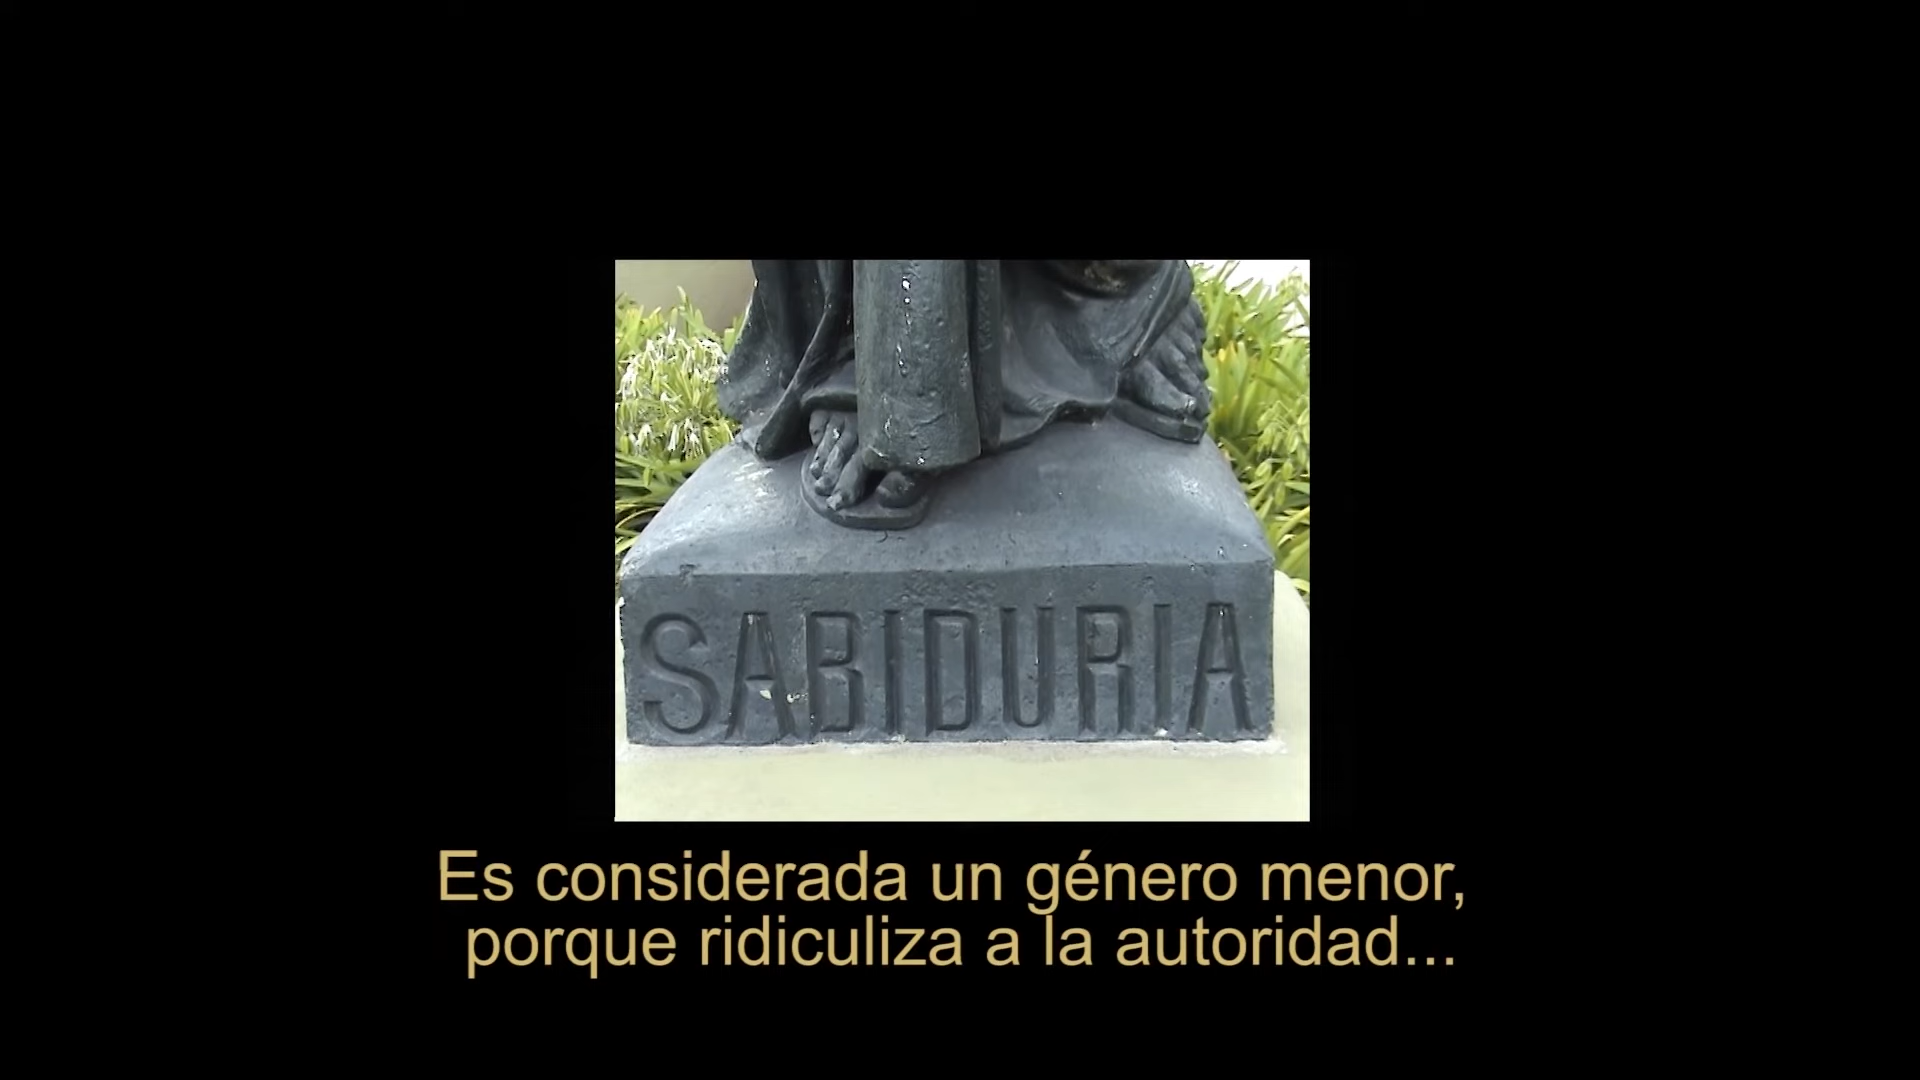 SABIDURIA
Es considerada un género menor,
porque ridiculiza a la autoridad...